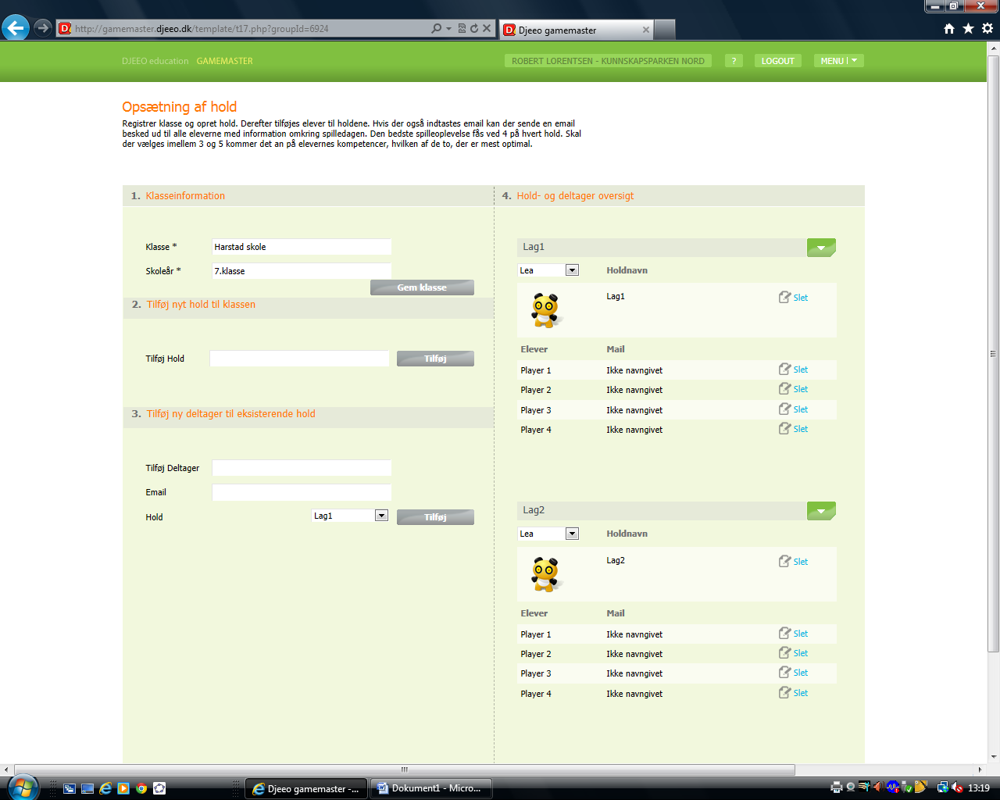 http://gamemaster.djeeo.dk/template/t17.php?groupId=6924
Djeeo gamemaster
DJEEO education GAMEMASTER
ROBERT LORENTSEN - KUNNSKAPSPARKEN NORD
?
LOGOUT
MENU |
Opsætning af hold
Registrer klasse og opret hold. Derefter tilføjes elever til holdene. Hvis der også indtastes email kan der sende en email
besked ud til alle eleverne med information omkring spilledagen. Den bedste spilleoplevelse fås ved 4 på hvert hold. Skal
der vælges imellem 3 og 5 kommer det an på elevernes kompetencer, hvilken af de to, der er mest optimal.
1. Klasseinformation
Klasse * Harstad skole
Skoleår * 7.klasse
Gem klasse
2. Tilføj nyt hold til klassen
Tilføj Hold
Tilføj
3. Tilføj ny deltager til eksisterende hold
Tilføj Deltager
Email
Hold Lag1 Tilføj
4. Hold- og deltager oversigt
Lag1
Lea Holdnavn
Lag1 Slet
Elever Mail
Player 1 Ikke navngivet Slet
Player 2 Ikke navngivet Slet
Player 3 Ikke navngivet Slet
Player 4 Ikke navngivet Slet
Lag2
Lea Holdnavn
Lag2 Slet
Elever Mail
Player 1 Ikke navngivet Slet
Player 2 Ikke navngivet Slet
Player 3 Ikke navngivet Slet
Player 4 Ikke navngivet Slet
Djeeo gamemaster -...
Dokument1 - Micro...
13:19